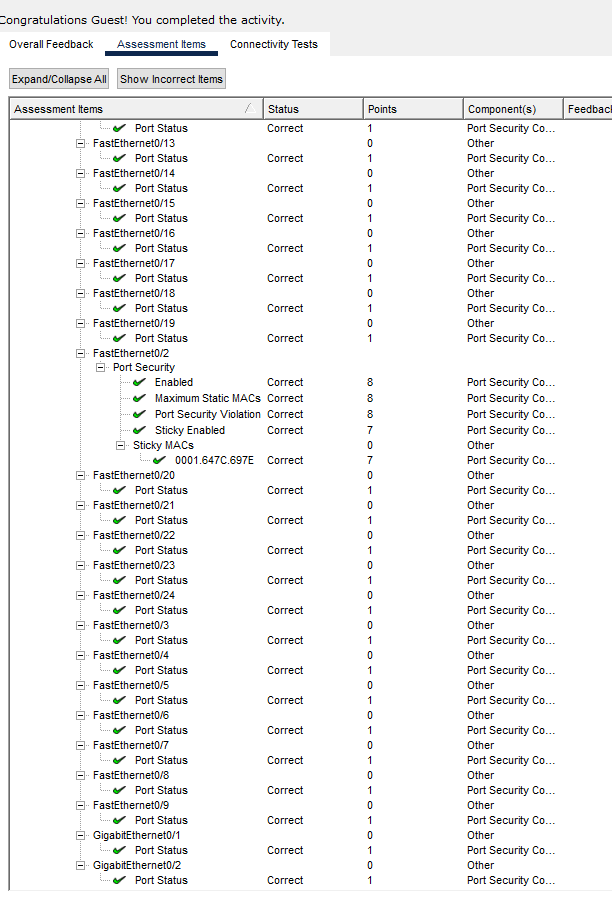 Congratulations Guest! You completed the activity.
Overall Feedback Assessment Items Connectivity Tests
Expand/Collapse All Show Incorrect Items
Assessment Items Status Points Component(s) Feedback
Port Status Correct 1 Port Security Co...
FastEthernet0/13 0 Other
Port Status Correct 1 Port Security Co...
FastEthernet0/14 0 Other
Port Status Correct 1 Port Security Co...
FastEthernet0/15 0 Other
Port Status Correct 1 Port Security Co...
FastEthernet0/16 0 Other
Port Status Correct 1 Port Security Co...
FastEthernet0/17 0 Other
Port Status Correct 1 Port Security Co...
FastEthernet0/18 0 Other
Port Status Correct 1 Port Security Co...
FastEthernet0/19 0 Other
Port Status Correct 1 Port Security Co...
FastEthernet0/2
Port Security
Enabled Correct 8 Port Security Co...
Maximum Static MACs Correct 8 Port Security Co...
Port Security Violation Correct 8 Port Security Co...
Sticky Enabled Correct 7 Port Security Co...
Sticky MACs 0 Other
0001.647C.697E Correct 7 Port Security Co...
FastEthernet0/20 0 Other
Port Status Correct 1 Port Security Co...
FastEthernet0/21 0 Other
Port Status Correct 1 Port Security Co...
FastEthernet0/22 0 Other
Port Status Correct 1 Port Security Co...
FastEthernet0/23 0 Other
Port Status Correct 1 Port Security Co...
FastEthernet0/24 0 Other
Port Status Correct 1 Port Security Co...
FastEthernet0/3 0 Other
Port Status Correct 1 Port Security Co...
FastEthernet0/4 0 Other
Port Status Correct 1 Port Security Co...
FastEthernet0/5 0 Other
Port Status Correct 1 Port Security Co...
FastEthernet0/6 0 Other
Port Status Correct 1 Port Security Co...
FastEthernet0/7 0 Other
Port Status Correct 1 Port Security Co...
FastEthernet0/8 0 Other
Port Status Correct 1 Port Security Co...
FastEthernet0/9 0 Other
Port Status Correct 1 Port Security Co...
GigabitEthernet0/1 0 Other
Port Status Correct 1 Port Security Co...
GigabitEthernet0/2 0 Other
Port Status Correct 1 Port Security Co...